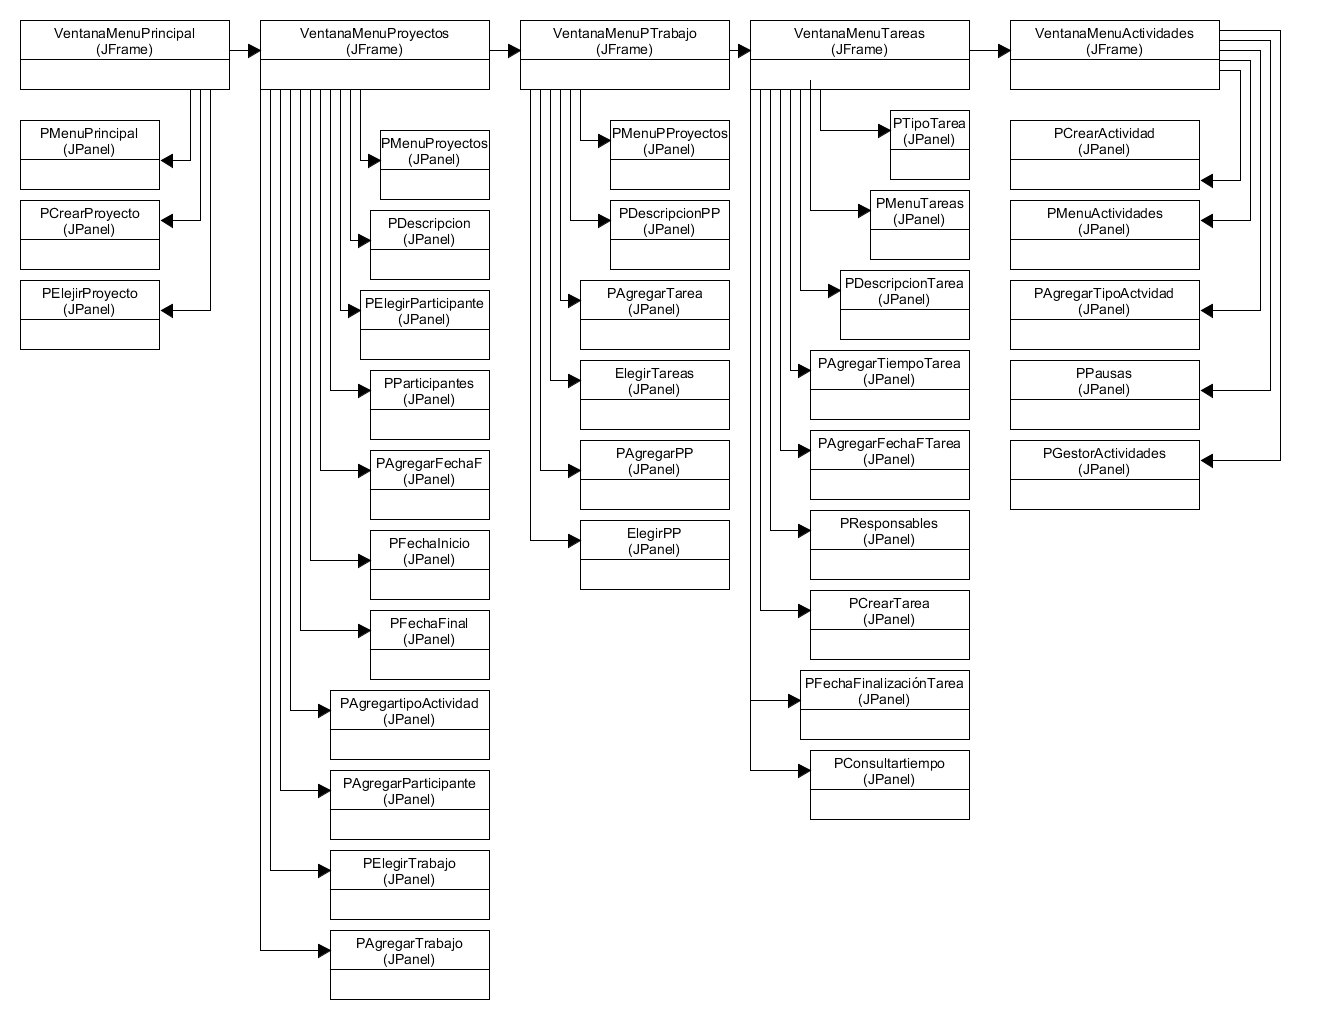 VentanaMenuPrincipal
(JFrame)
VentanaMenuProyectos
(JFrame)
VentanaMenuPTrabajo
(JFrame)
VentanaMenuTareas
(JFrame)
VentanaMenuActividades
(JFrame)
PMenuPrincipal
(JPanel)
PCrearProyecto
(JPanel)
PElejirProyecto
(JPanel)
PMenuProyectos
(JPanel)
PDescripcion
(JPanel)
PElegirParticipante
(JPanel)
PParticipantes
(JPanel)
PAgregarFechaF
(JPanel)
PFechaInicio
(JPanel)
PFechaFinal
(JPanel)
PAgregartipoActividad
(JPanel)
PAgregarParticipante
(JPanel)
PElegirTrabajo
(JPanel)
PAgregarTrabajo
(JPanel)
PMenuPProyectos
(JPanel)
PDescripcionPP
(JPanel)
PAgregarTarea
(JPanel)
ElegirTareas
(JPanel)
PAgregarPP
(JPanel)
ElegirPP
(JPanel)
PTipoTarea
(JPanel)
PMenuTareas
(JPanel)
PDescripcionTarea
(JPanel)
PAgregarTiempoTarea
(JPanel)
PAgregarFechaFTarea
(JPanel)
PResponsables
(JPanel)
PCrearTarea
(JPanel)
PFechaFinalizaciónTarea
(JPanel)
PConsultartiempo
(JPanel)
PCrearActividad
(JPanel)
PMenuActividades
(JPanel)
PAgregarTipoActvidad
(JPanel)
PPausas
(JPanel)
PGestorActividades
(JPanel)